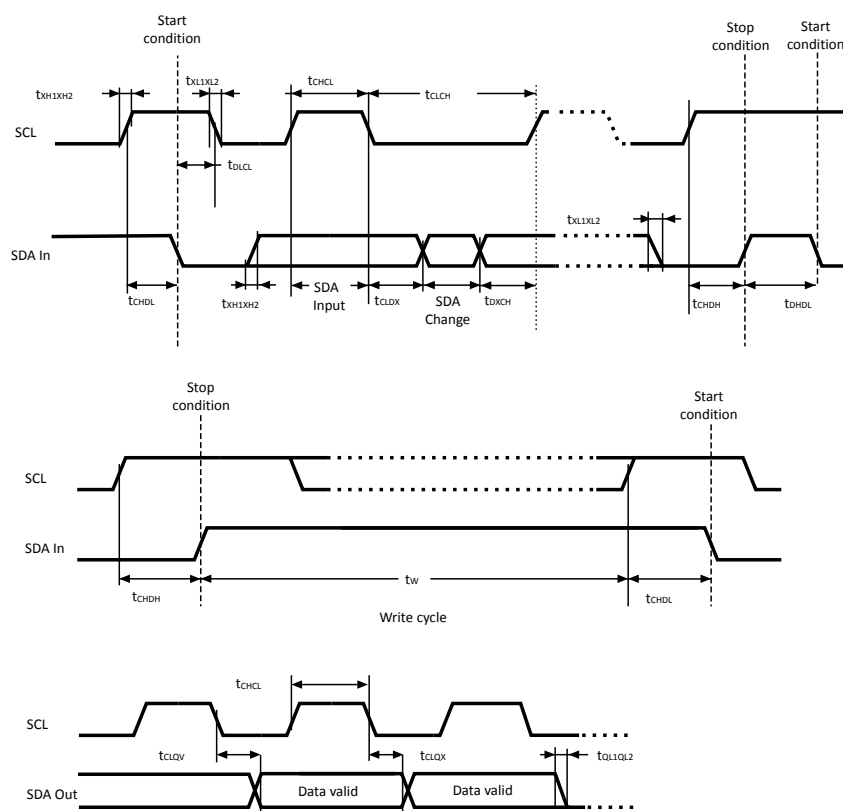 Start
condition
Stop
condition
Start
condition
tXH1XH2
tXL1XL2
tCHCL
tCLCH
SCL
tDLCL
tXL1XL2
SDA In
tCHDL
tXH1XH2
SDA
Input
tCLDX
SDA
Change
tDXCH
tCHDH
tDHDL
Stop
condition
Start
condition
SCL
SDA In
tCHDH
tW
tCHDL
Write cycle
tCHCL
SCL
tCLQV
tCLQX
tQL1QL2
SDA Out
Data valid
Data valid